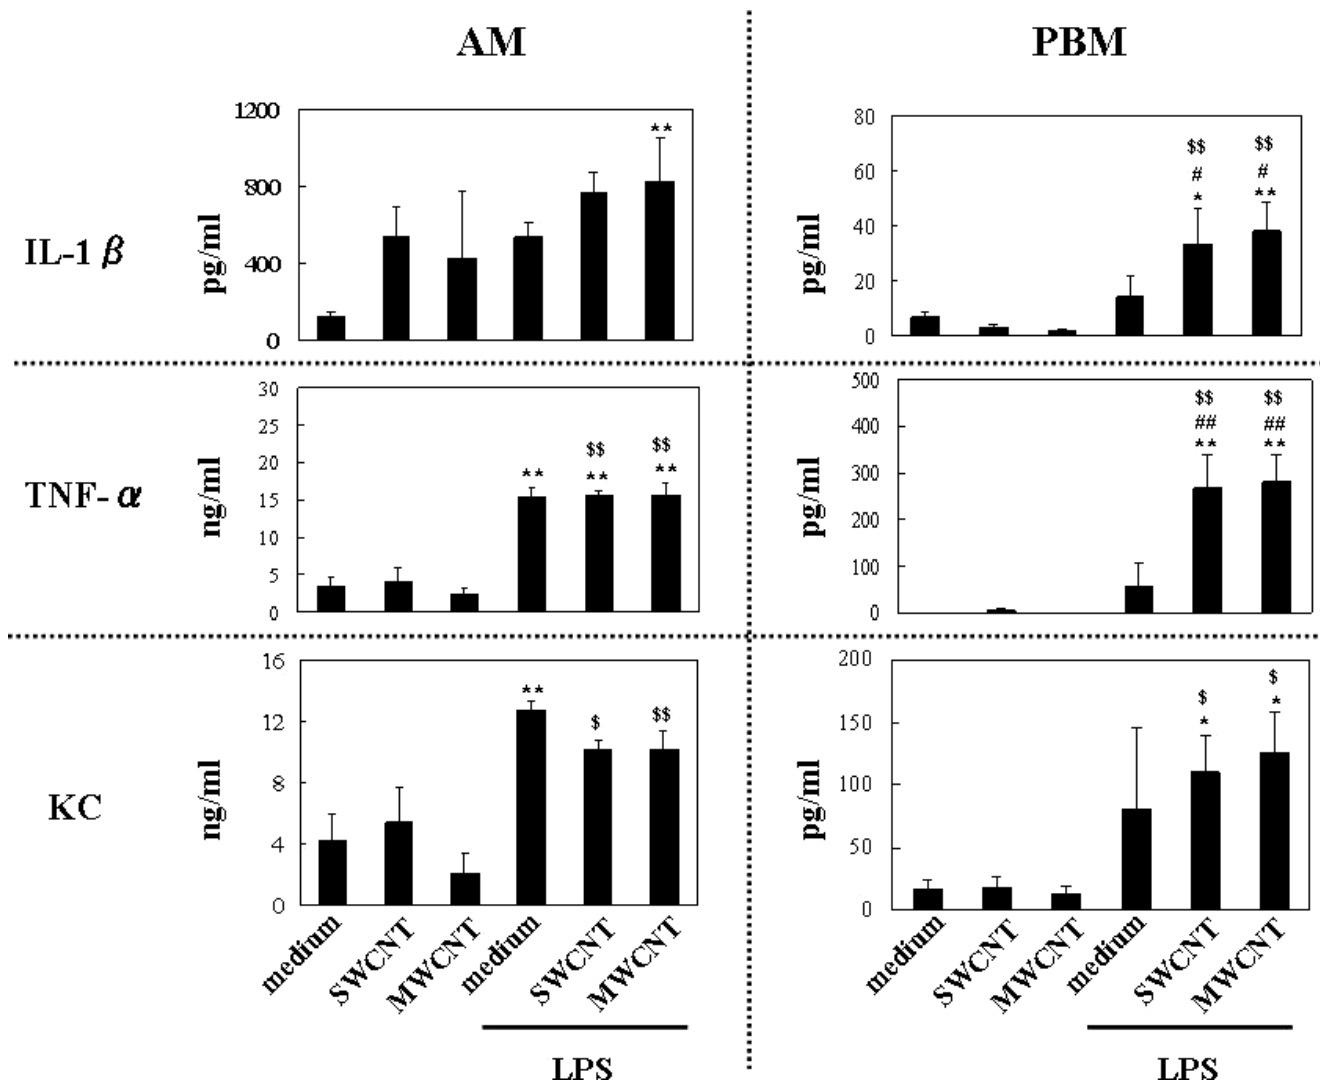 AM
PBM
IL-1 β
pg/ml
1200
800
400
0
**
pg/ml
80
60
40
20
0
$$
#
*
$$
#
**
TNF- α
ng/ml
30
25
20
15
10
5
0
**
$$
**
$$
**
pg/ml
500
400
300
200
100
0
$$
##
**
$$
##
**
KC
ng/ml
16
12
8
4
0
**
$
$$
medium
SWCNT
MWCNT
medium
SWCNT
MWCNT
LPS
pg/ml
200
150
100
50
0
$
*
$
*
medium
SWCNT
MWCNT
medium
SWCNT
MWCNT
LPS